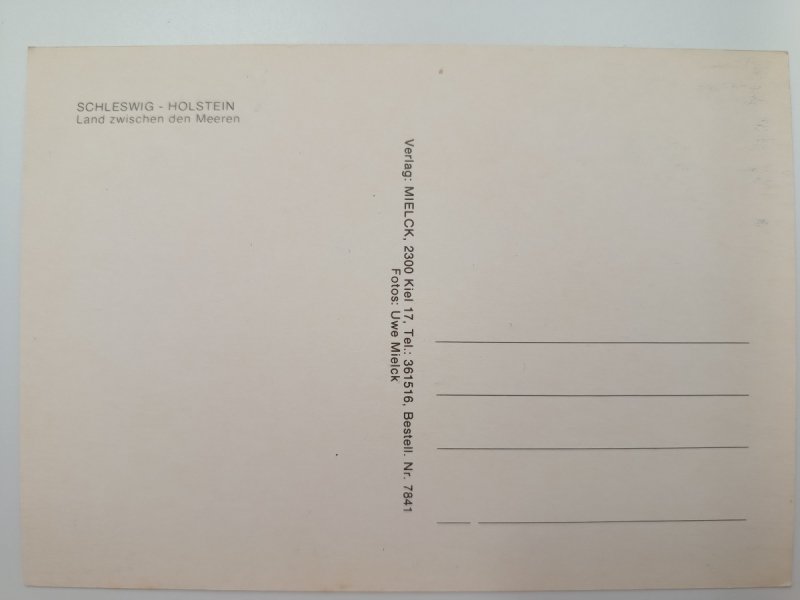 SCHLESWIG - HOLSTEIN
Land zwischen den Meeren
Verlag: MIELCK, 2300 Kiel 17, Tel.: 361516, Bestell. Nr. 7841
Fotos: Uwe Mielck